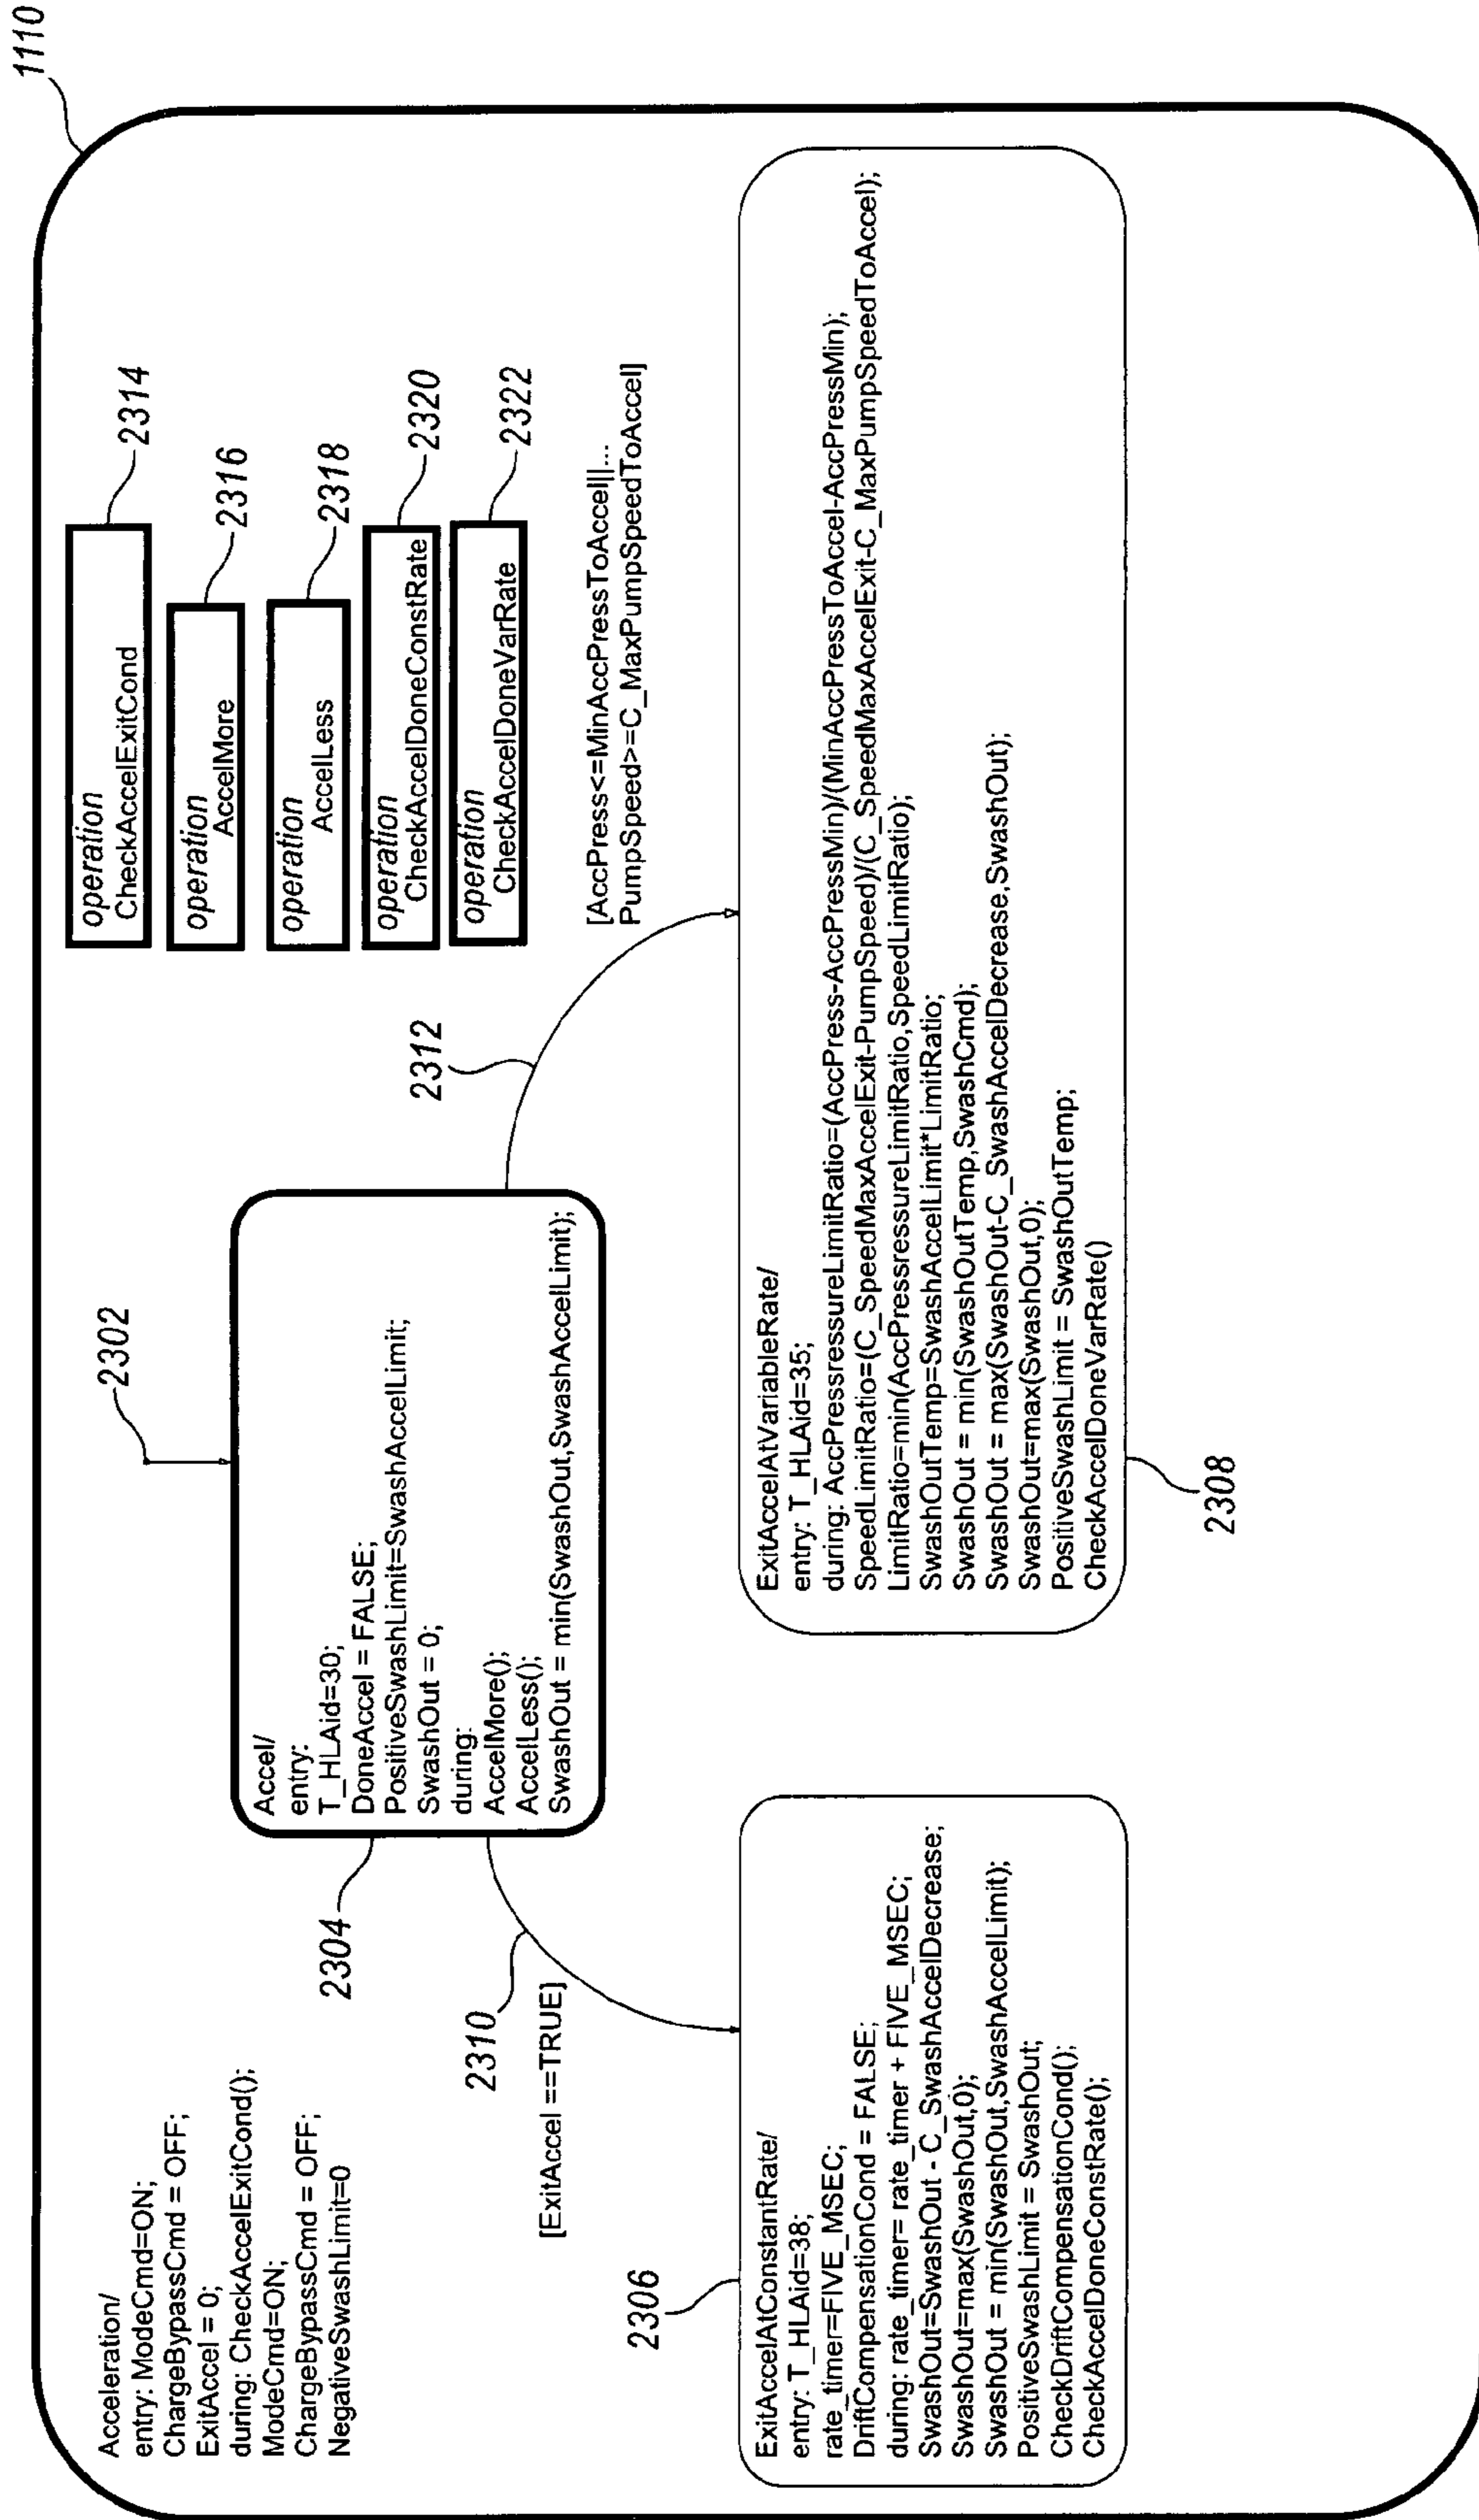 1110
Acceleration/
entry: ModeCmd=ON;
ChargeBypassCmd = OFF;
ExitAccel = 0;
during: CheckAccelExitCond();
ModeCmd=ON;
ChargeBypassCmd = OFF;
NegativeSwashLimit=0
2302
2304
Accel/
entry:
T_HLAid=30;
DoneAccel = FALSE;
PositiveSwashLimit=SwashAccelLimit;
SwashOut = 0;
during:
AccelMore();
AccelLess();
SwashOut = min(SwashOut,SwashAccelLimit);
operation
CheckAccelExitCond
2314
operation
AccelMore
2316
operation
AccelLess
2318
operation
CheckAccelDoneConstRate
2320
operation
CheckAccelDoneVarRate
2322
2310
[ExitAccel ==TRUE]
2312
[AccPress<=MinAccPressToAccel||...
PumpSpeed>=C_MaxPumpSpeedToAccel]
2306
ExitAccelAtConstantRate/
entry: T_HLAid=38;
rate_timer=FIVE_MSEC;
DriftCompensationCond = FALSE;
during: rate_timer= rate_timer + FIVE_MSEC;
SwashOut=SwashOut - C_SwashAccelDecrease;
SwashOut=max(SwashOut,0);
SwashOut = min(SwashOut,SwashAccelLimit);
PositiveSwashLimit = SwashOut;
CheckDriftCompensationCond();
CheckAccelDoneConstRate();
ExitAccelAtVariableRate/
entry: T_HLAid=35;
during: AccPressressureLimitRatio=(AccPress-AccPressMin)/(MinAccPressToAccel-AccPressMin);
SpeedLimitRatio=(C_SpeedMaxAccelExit-PumpSpeed)/(C_SpeedMaxAccelExit-C_MaxPumpSpeedToAccel);
LimitRatio=min(AccPressressureLimitRatio,SpeedLimitRatio);
SwashOutTemp=SwashAccelLimit*LimitRatio;
SwashOut = min(SwashOutTemp,SwashCmd);
SwashOut = max(SwashOut-C_SwashAccelDecrease,SwashOut);
SwashOut=max(SwashOut,0);
PositiveSwashLimit = SwashOutTemp;
CheckAccelDoneVarRate()
2308